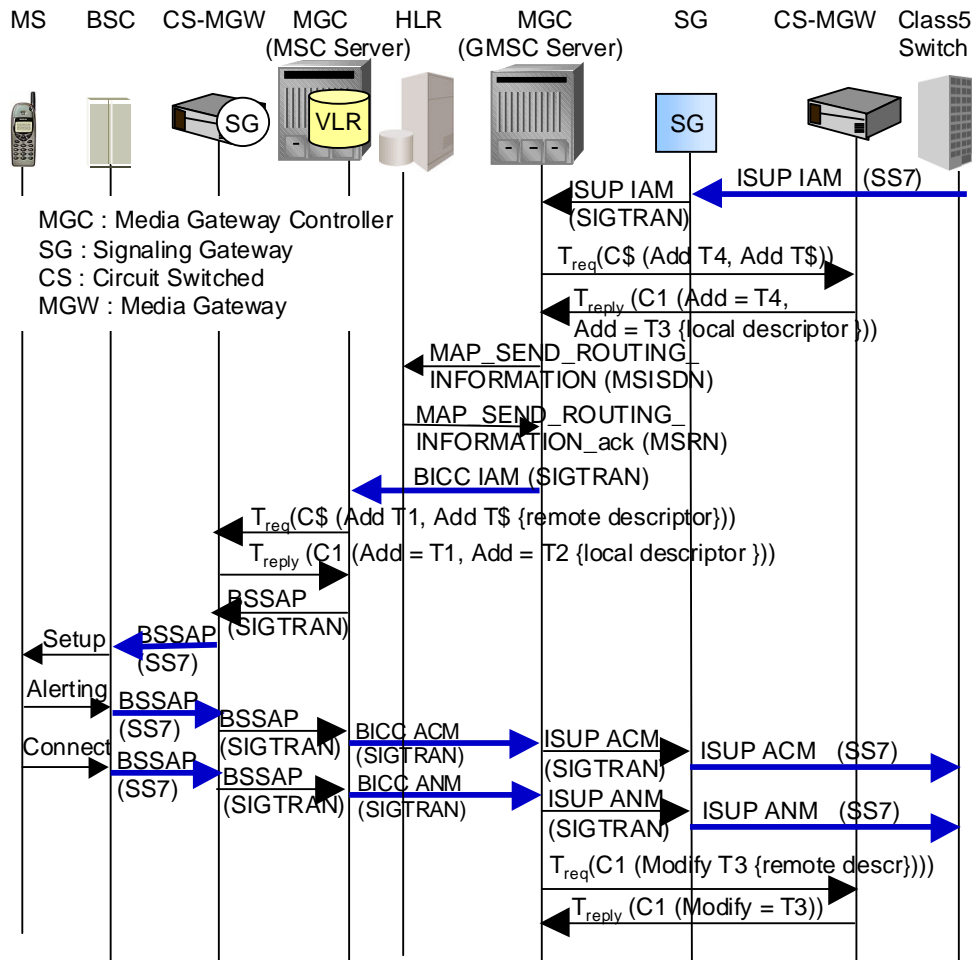 MS BSC CS-MGW MGC HLR MGC SG CS-MGW Class5
(MSC Server) (GMSC Server) Switch
SG VLR SG
ISUP IAM (SS7)
ISUP IAM
(SIGTRAN)
MGC : Media Gateway Controller
SG : Signaling Gateway
CS : Circuit Switched
MGW : Media Gateway
Treq(C$ (Add T4, Add T$))
Treply (C1 (Add = T4,
Add = T3 {local descriptor }))
MAP_SEND_ROUTING_
INFORMATION (MSISDN)
MAP_SEND_ROUTING_
INFORMATION_ack (MSRN)
BICC IAM (SIGTRAN)
Treq(C$ (Add T1, Add T$ {remote descriptor}))
Treply (C1 (Add = T1, Add = T2 {local descriptor }))
BSSAP
(SIGTRAN)
Setup
BSSAP
(SS7)
Alerting
BSSAP
(SS7)
BSSAP
(SIGTRAN)
BICC ACM
(SIGTRAN)
ISUP ACM
(SIGTRAN)
ISUP ACM (SS7)
Connect
BSSAP
(SS7)
BSSAP
(SIGTRAN)
BICC ANM
(SIGTRAN)
ISUP ANM
(SIGTRAN)
ISUP ANM (SS7)
Treq(C1 (Modify T3 {remote descr})))
Treply (C1 (Modify = T3))